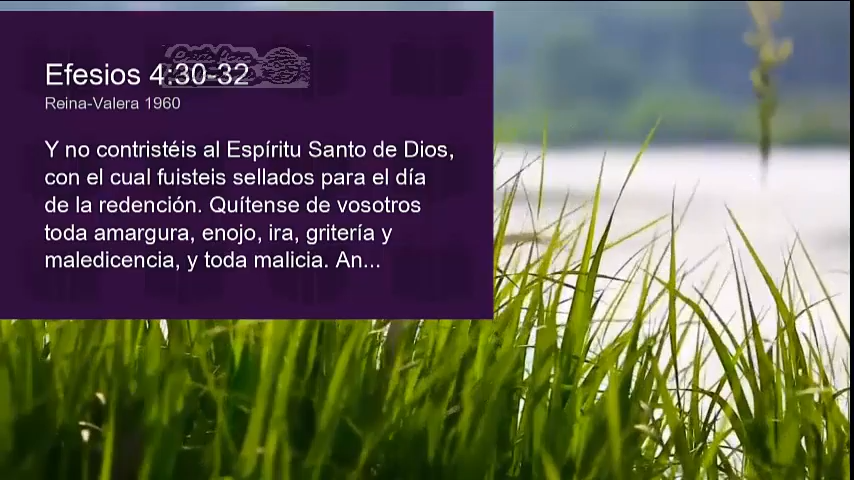 Efesios 4:30-32
Reina-Valera 1960
Y no contristéis al Espíritu Santo de Dios,
con el cual fuisteis sellados para el día
de la redención. Quítense de vosotros
toda amargura, enojo, ira, gritería y
maledicencia, y toda malicia. An...